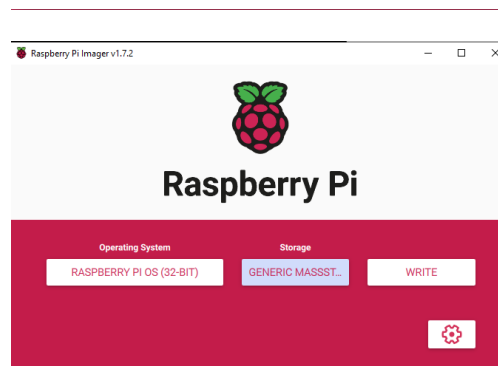 Raspberry Pi Imager v1.7.2
Raspberry Pi
Operating System
Storage
RASPBERRY PI OS (32-BIT)
GENERIC MASSST...
WRITE